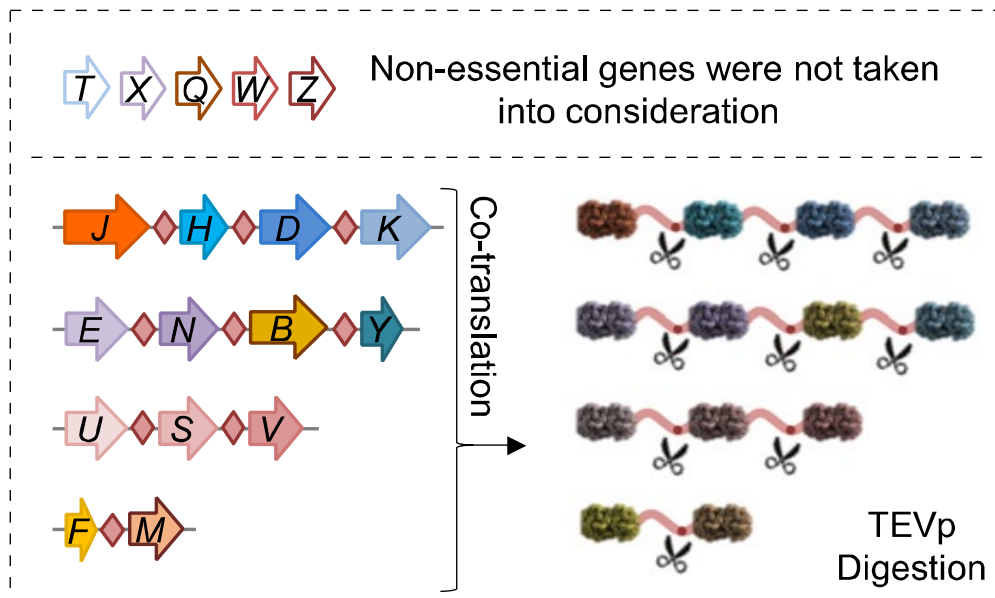 T X Q W Z
Non-essential genes were not taken
into consideration
J H D K
E N B Y
U S V
F M
Co-translation
TEVp
Digestion